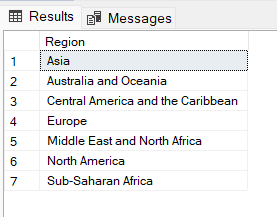 Results Messages
Region
1 Asia
2 Australia and Oceania
3 Central America and the Caribbean
4 Europe
5 Middle East and North Africa
6 North America
7 Sub-Saharan Africa